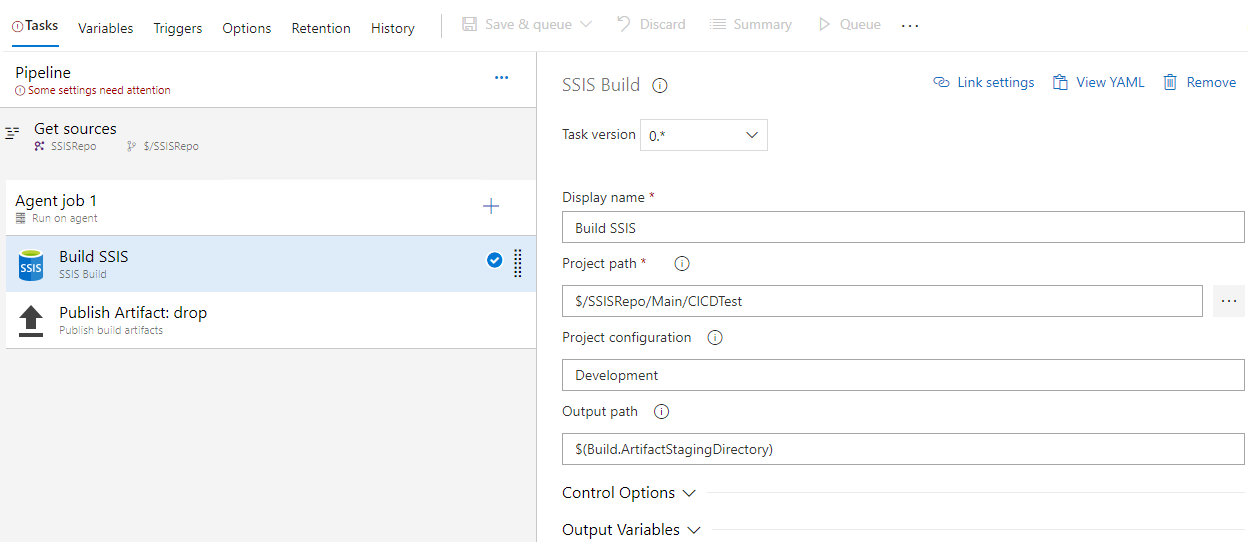 Tasks Variables Triggers Options Retention History Save & queue Discard Summary Queue ...
Pipeline ...
Some settings need attention
Get sources
SSISRepo $/SSISRepo
Agent job 1
Run on agent
SSIS
Build SSIS
SSIS Build
Publish Artifact: drop
Publish build artifacts
SSIS Build Link settings View YAML Remove
Task version 0.*
Display name *
Build SSIS
Project path *
$/SSISRepo/Main/CICDTest ...
Project configuration
Development
Output path
$(Build.ArtifactStagingDirectory)
Control Options
Output Variables